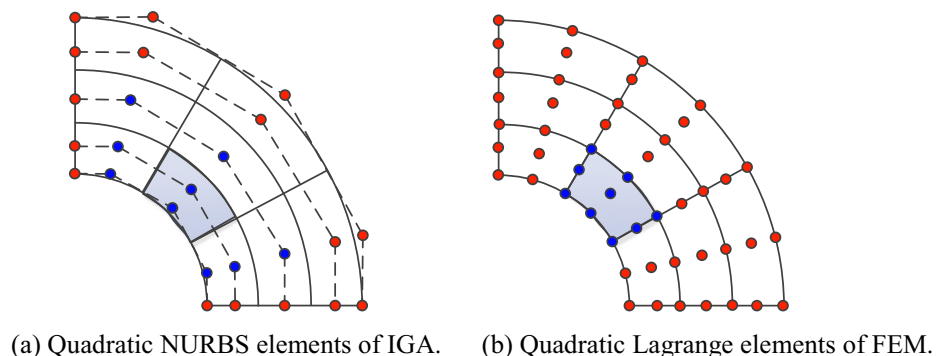 (a) Quadratic NURBS elements of IGA.
(b) Quadratic Lagrange elements of FEM.